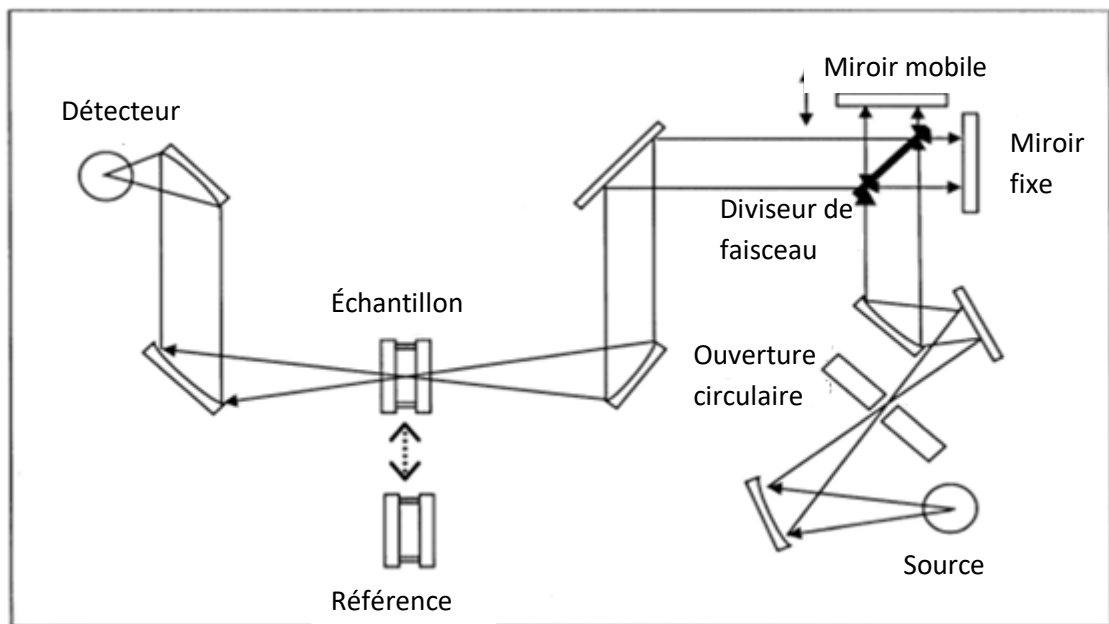 Miroir mobile
Détecteur
Miroir
fixe
Diviseur de
faisceau
Échantillon
Ouverture
circulaire
Source
Référence